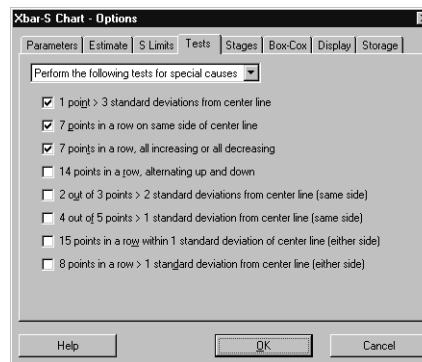 Xbar-S Chart - Options
Parameters Estimate S Limits Tests Stages Box-Cox Display Storage
Perform the following tests for special causes
1 point > 3 standard deviations from center line
7 points in a row on same side of center line
7 points in a row, all increasing or all decreasing
14 points in a row, alternating up and down
2 out of 3 points > 2 standard deviations from center line (same side)
4 out of 5 points > 1 standard deviation from center line (same side)
15 points in a row within 1 standard deviation of center line (either side)
8 points in a row > 1 standard deviation from center line (either side)
Help OK Cancel